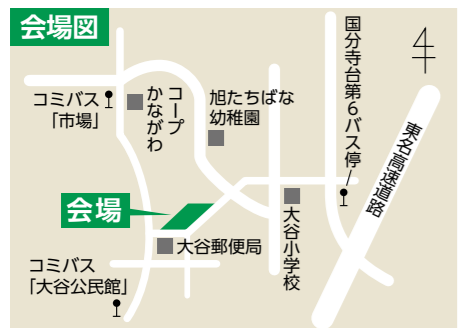 会場図
コミバス
「市場」
コープ
かながわ
旭たちばな
幼稚園
国分寺台第6バス停/
東名高速道路
会場
大谷郵便局
大谷小学校
コミバス
「大谷公民館」